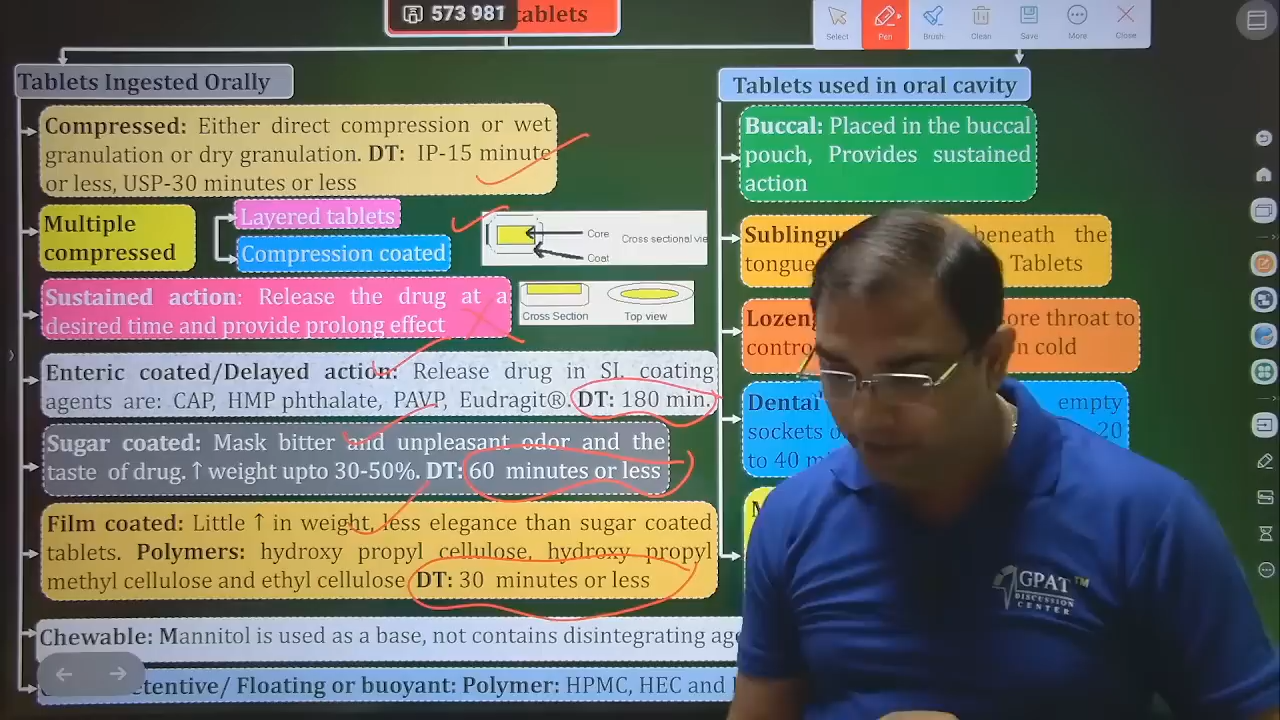 573 981
tablets
Select
Pen
Brush
Clean
Save
More
Close
Tablets Ingested Orally
Compressed: Either direct compression or wet
granulation or dry granulation. DT: IP-15 minute
or less, USP-30 minutes or less
Multiple
compressed
Layered tablets
Compression coated
Core
Coat
Cross sectional vie
Sustained action: Release the drug at a
desired time and provide prolong effect
Cross Section
Top view
Enteric coated/Delayed action: Release drug in SI, coating
agents are: CAP, HMP phthalate, PAVP, Eudragit®. DT: 180 min.
Sugar coated: Mask bitter and unpleasant odor and the
taste of drug. ↑ weight upto 30-50%. DT: 60 minutes or less
Film coated: Little ↑ in weight, less elegance than sugar coated
tablets. Polymers: hydroxy propyl cellulose, hydroxy propyl
methyl cellulose and ethyl cellulose DT: 30 minutes or less
Chewable: Mannitol is used as a base, not contains disintegrating
Floating or buoyant: Polymer: HPMC, HEC and
Tablets used in oral cavity
Buccal: Placed in the buccal
pouch, Provides sustained
action
beneath the
tongue Tablets
throat to
cold
Dental empty
sockets 20
to 40
GPAT™
DISCUSSION
CENTER